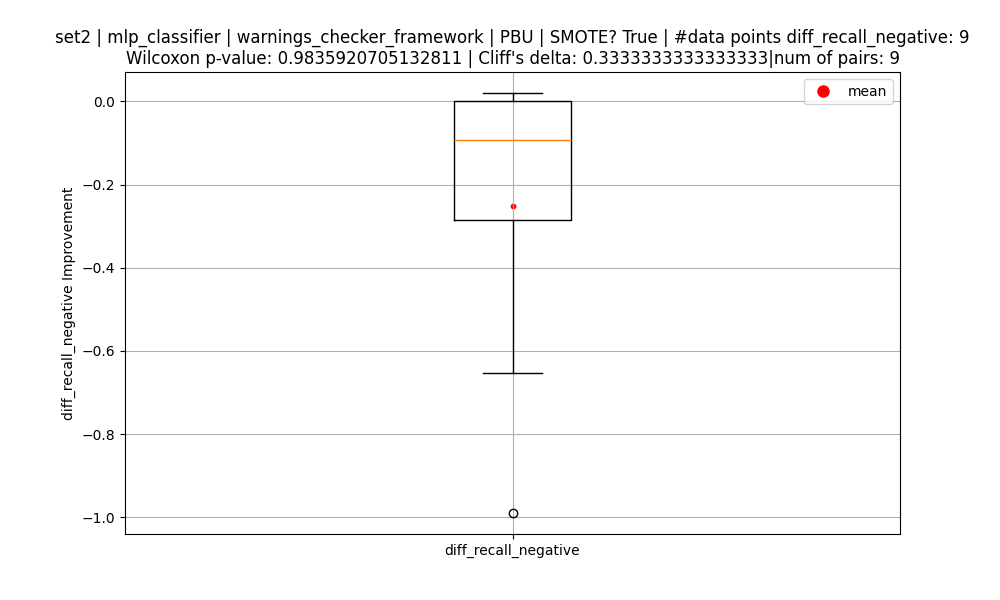 set2 | mlp_classifier | warnings_checker_framework | PBU | SMOTE? True | #data points diff_recall_negative: 9
Wilcoxon p-value: 0.9835920705132811 | Cliff's delta: 0.3333333333333333|num of pairs: 9
mean
0.0
−0.2
−0.4
−0.6
−0.8
−1.0
diff_recall_negative Improvement
diff_recall_negative